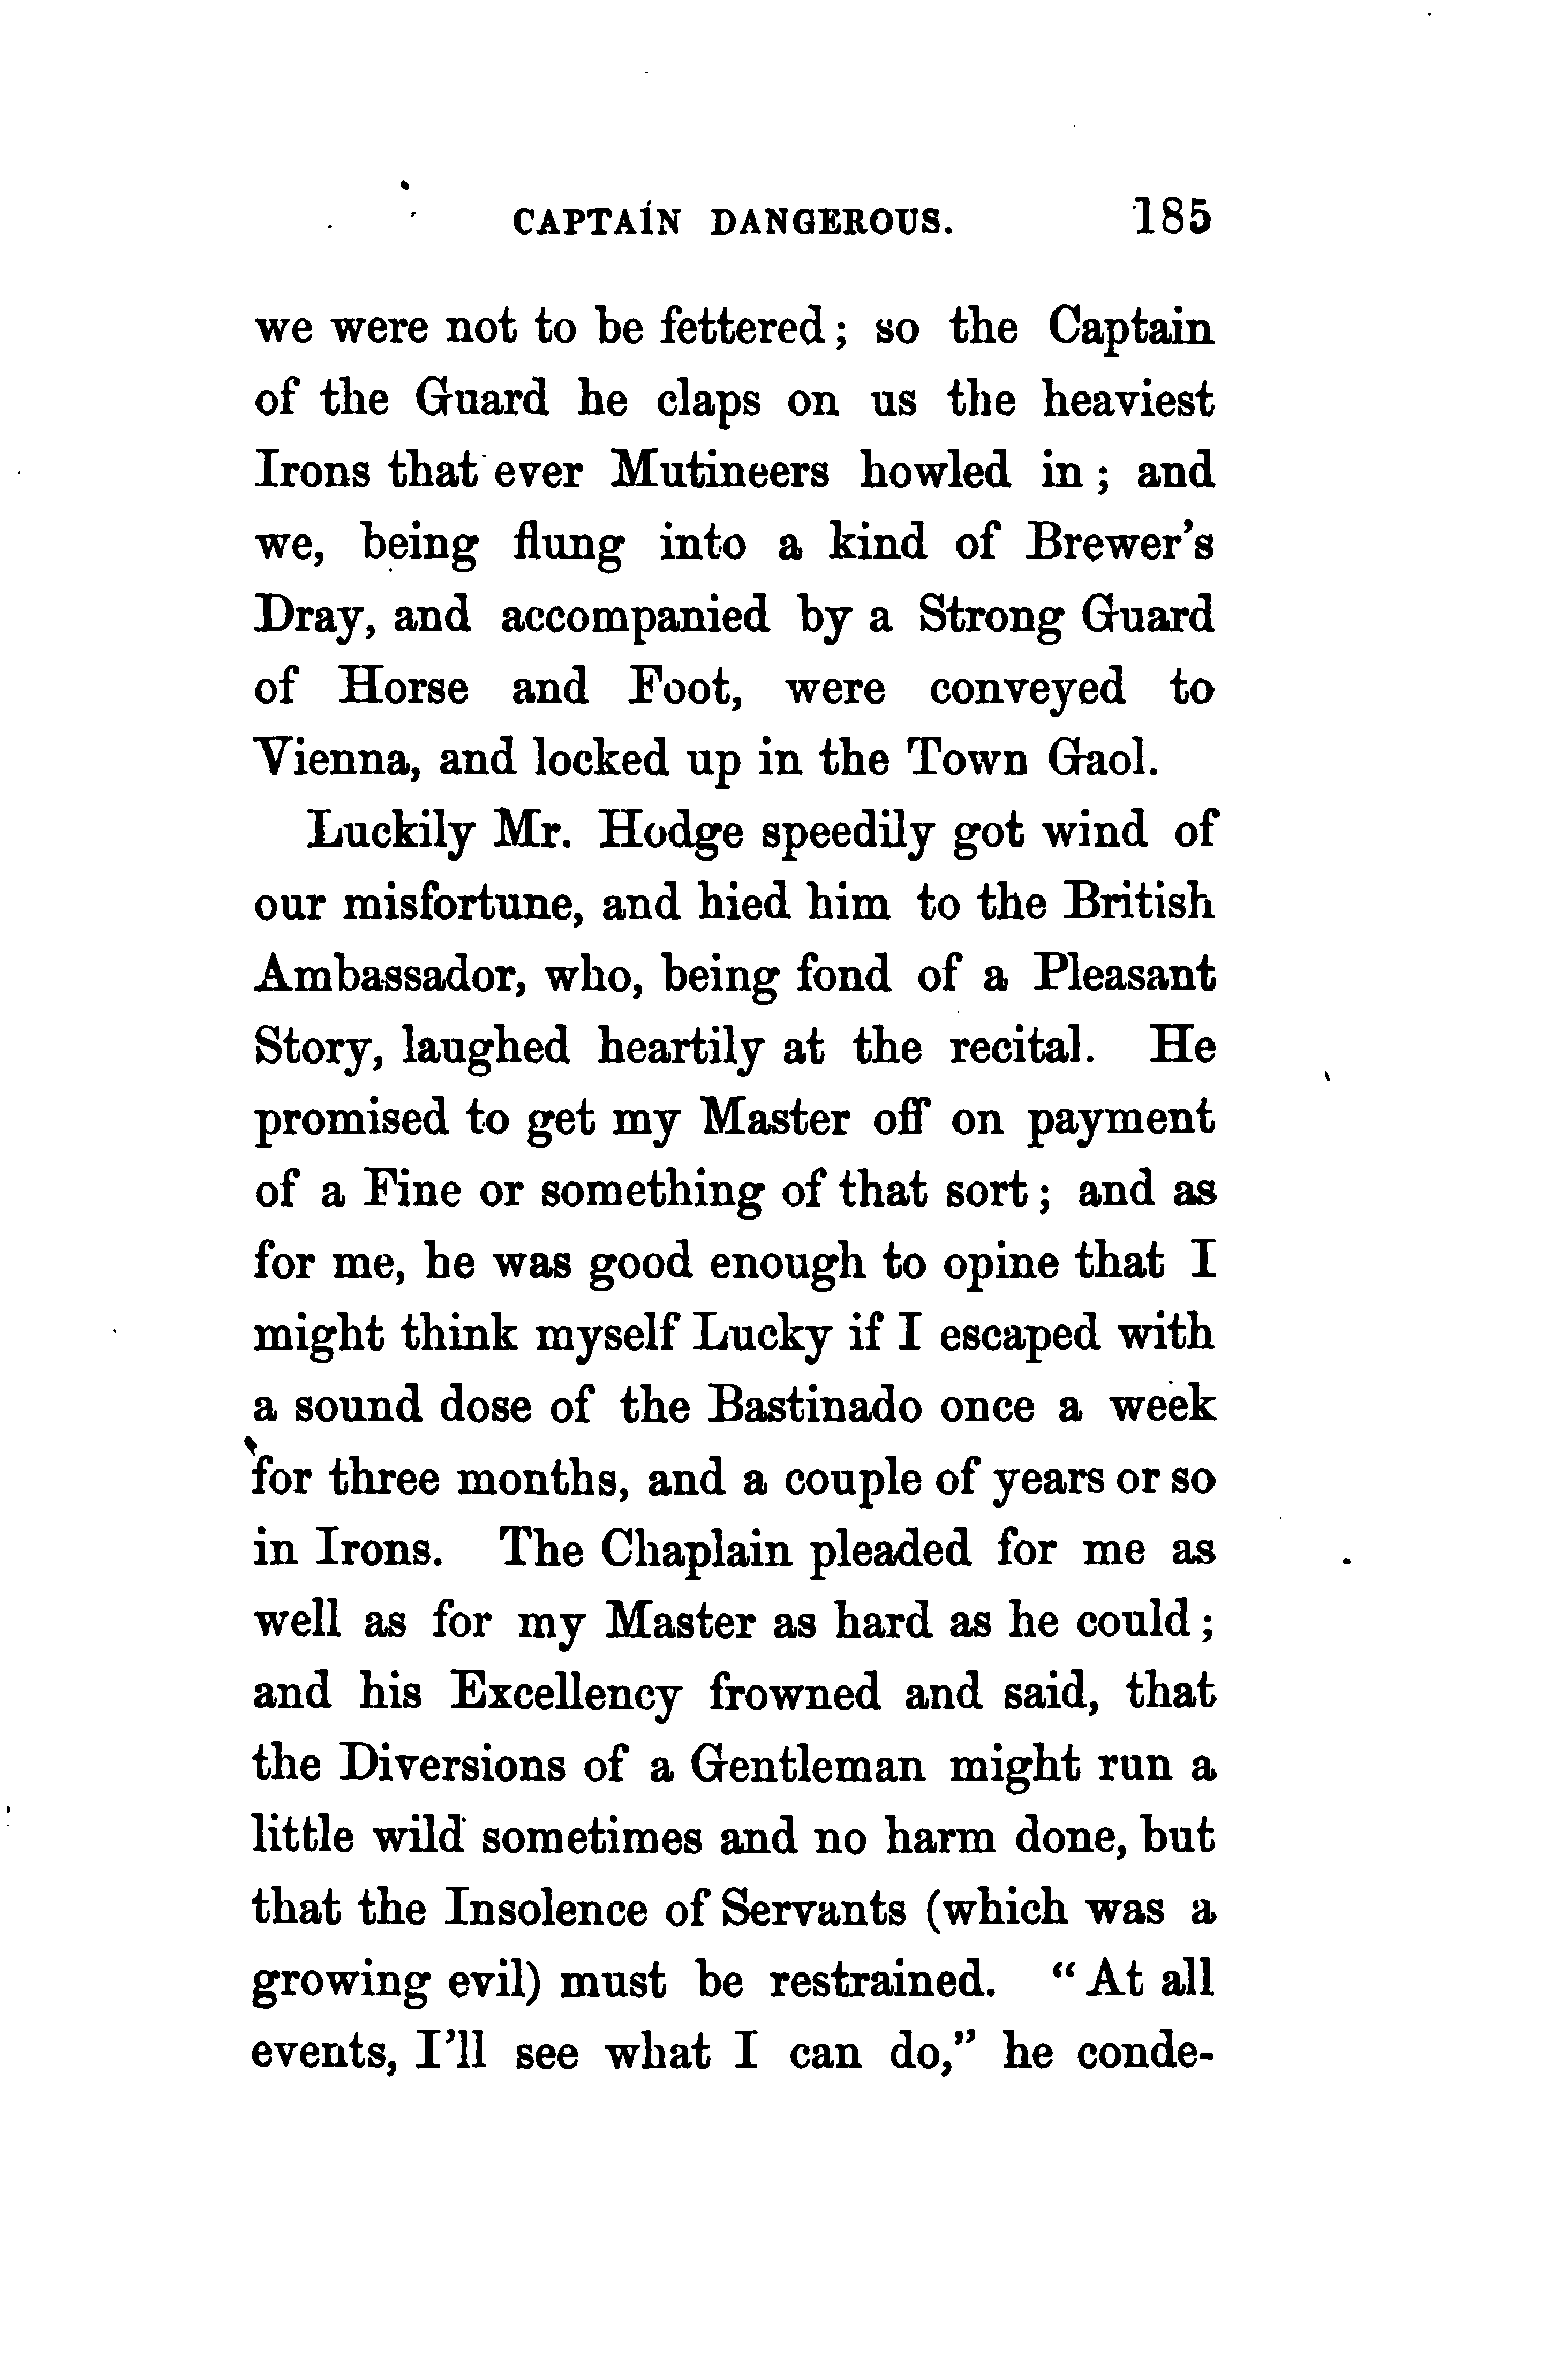 CAPTAIN DANGEROUS. 185
we were not to be fettered; so the Captain
of the Guard he claps on us the heaviest
Irons that ever Mutineers howled in; and
we, being flung into a kind of Brewer's
Dray, and accompanied by a Strong Guard
of Horse and Foot, were conveyed to
Vienna, and locked up in the Town Gaol.
Luckily Mr. Hodge speedily got wind of
our misfortune, and hied him to the British
Ambassador, who, being fond of a Pleasant
Story, laughed heartily at the recital. He
promised to get my Master off on payment
of a Fine or something of that sort; and as
for me, he was good enough to opine that I
might think myself Lucky if I escaped with
a sound dose of the Bastinado once a week
for three months, and a couple of years or so
in Irons. The Chaplain pleaded for me as
well as for my Master as hard as he could;
and his Excellency frowned and said, that
the Diversions of a Gentleman might run a
little wild sometimes and no harm done, but
that the Insolence of Servants (which was a
growing evil) must be restrained. "At all
events, I'll see what I can do," he conde-